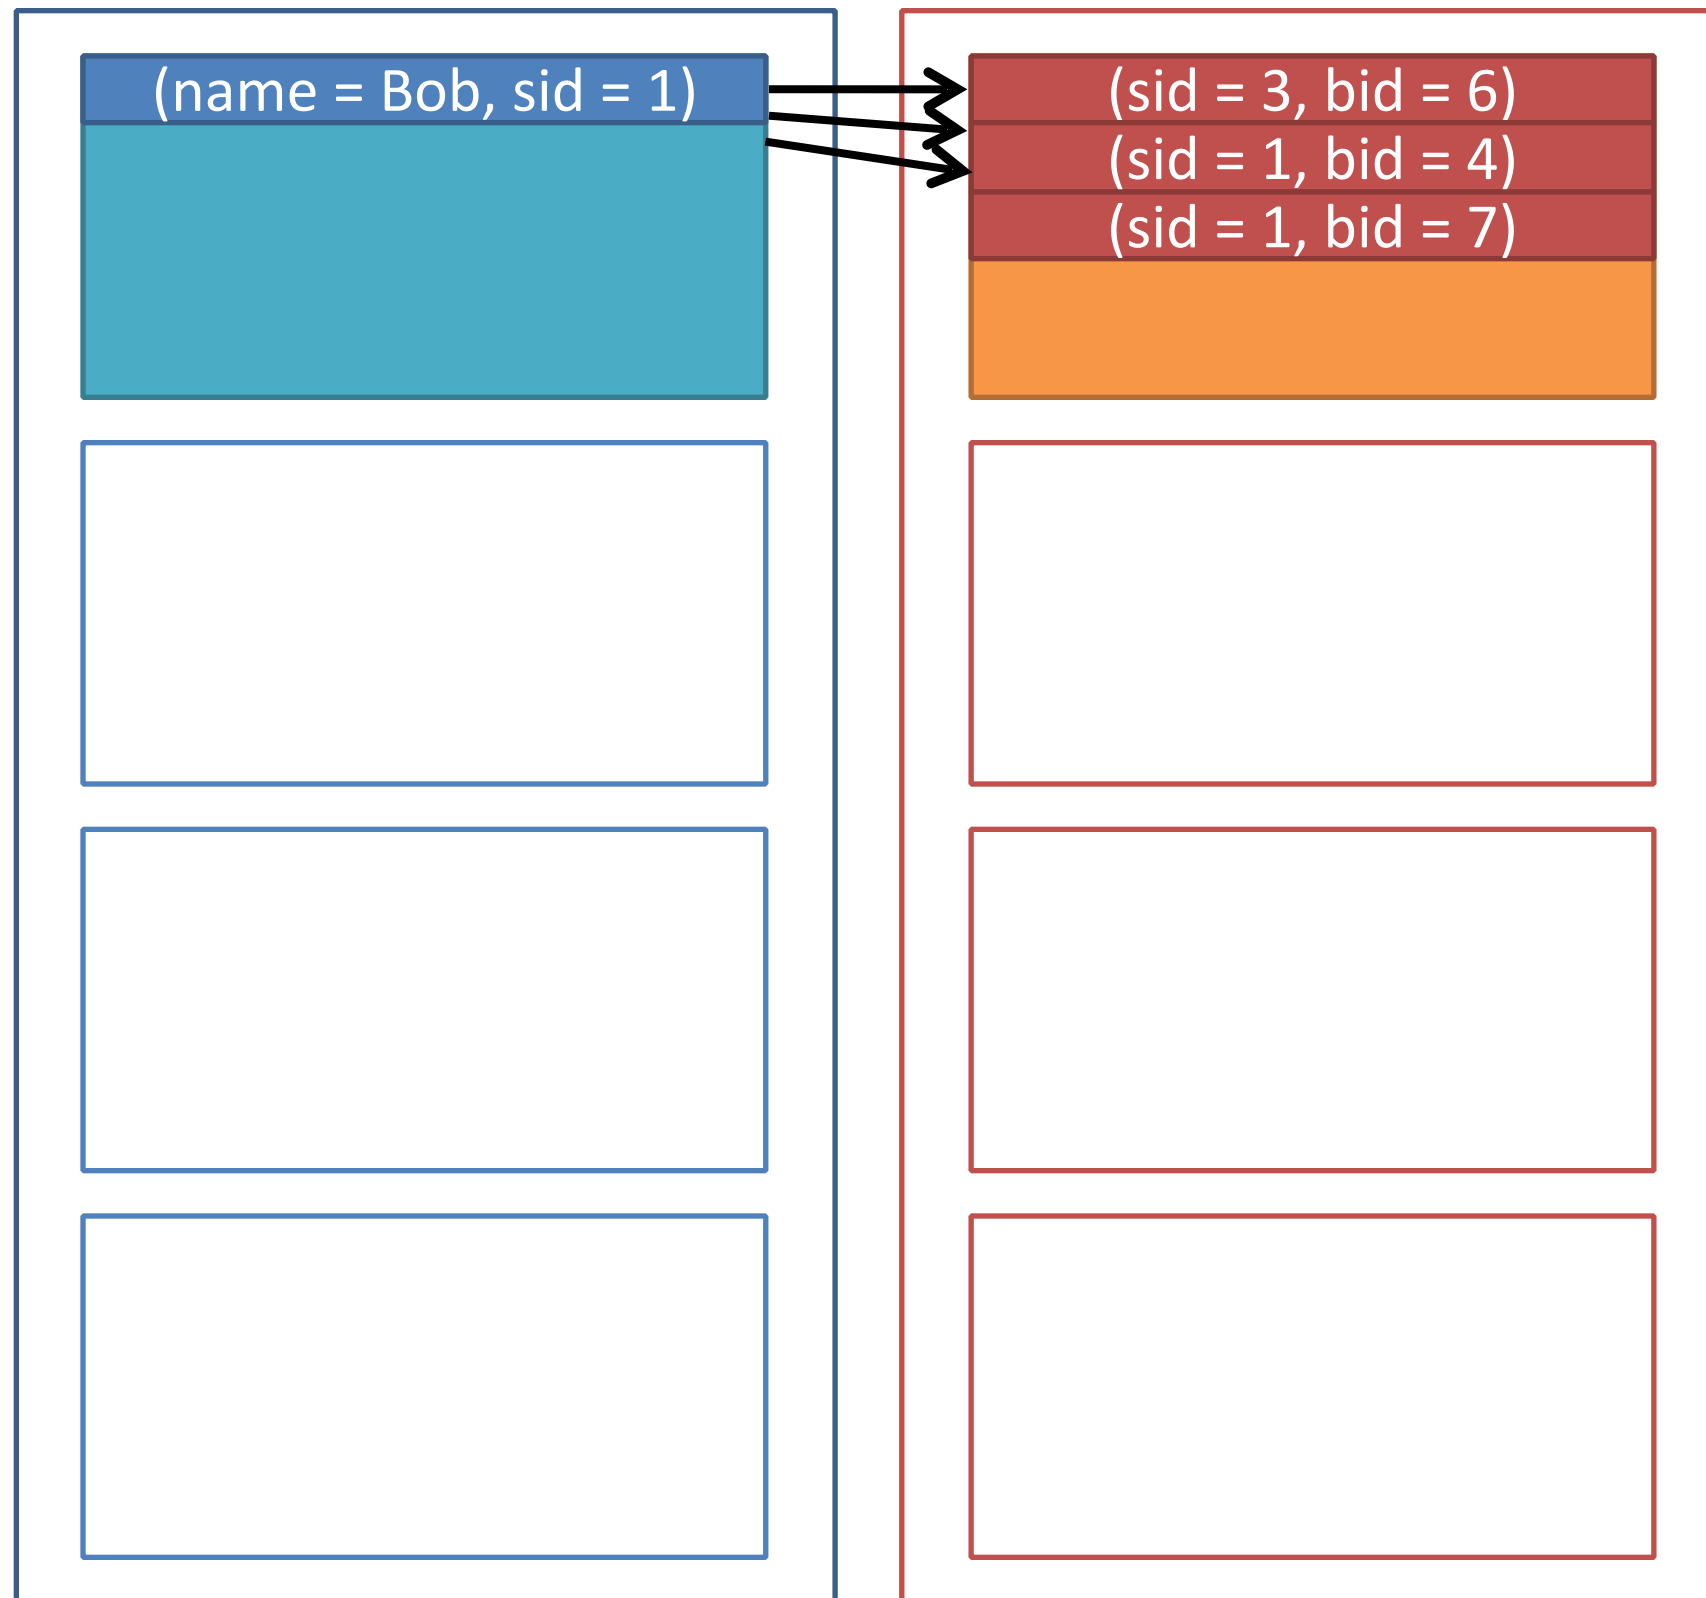 (name = Bob, sid = 1)
(sid = 3, bid = 6)
(sid = 1, bid = 4)
(sid = 1, bid = 7)